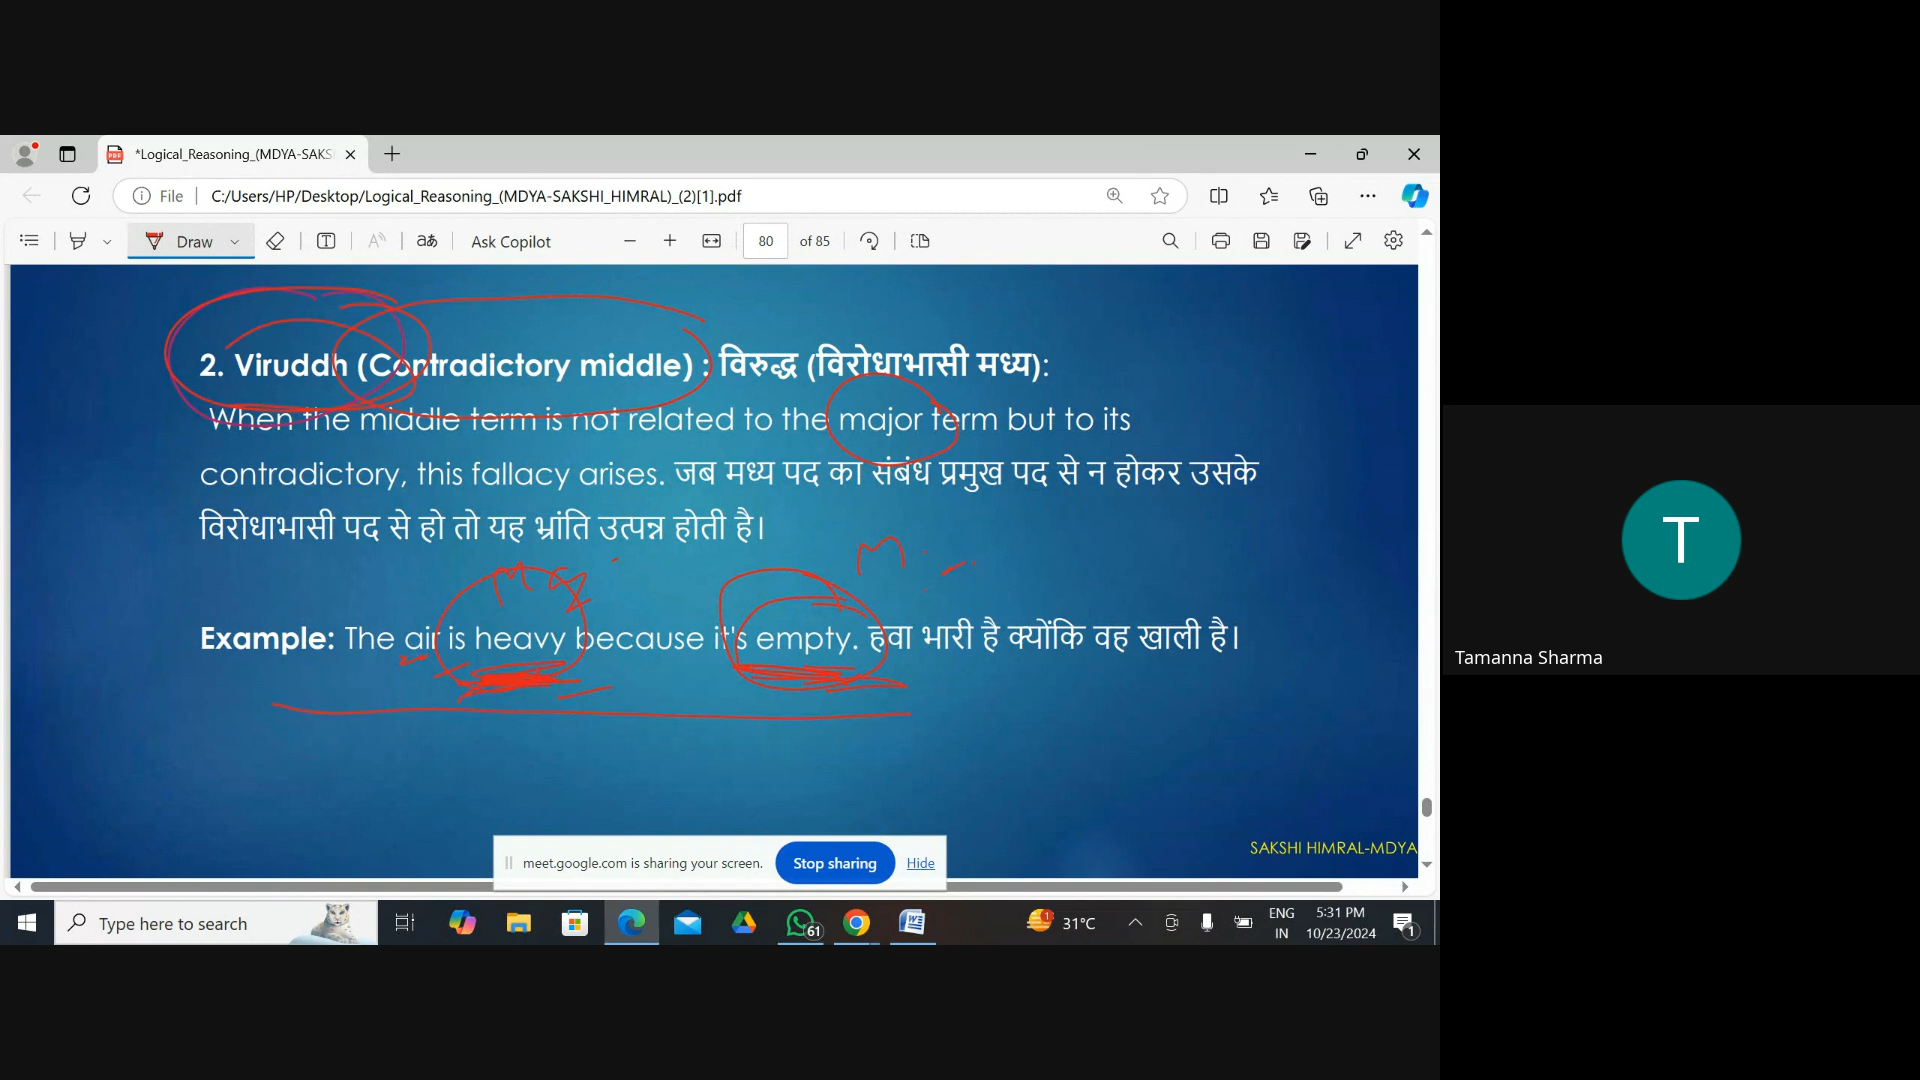 *Logical_Reasoning_(MDYA-SAKS
File
C:/Users/HP/Desktop/Logical_Reasoning_(MDYA-SAKSHI_HIMRAL)_(2)[1].pdf
Draw
Ask Copilot
80 of 85
2. Viruddh (Contradictory middle) : विरुद्ध (विरोधाभासी मध्य):
When the middle term is not related to the major term but to its
contradictory, this fallacy arises. जब मध्य पद का संबंध प्रमुख पद से न होकर उसके
विरोधाभासी पद से हो तो यह भ्रांति उत्पन्न होती है।
M
Example: The air is heavy because it's empty. हवा भारी है क्योंकि वह खाली है।
Tamanna Sharma
T
SAKSHI HIMRAL-MDYA
meet.google.com is sharing your screen.
Stop sharing
Hide
Type here to search
61
31°C
ENG
IN
5:31 PM
10/23/2024
1